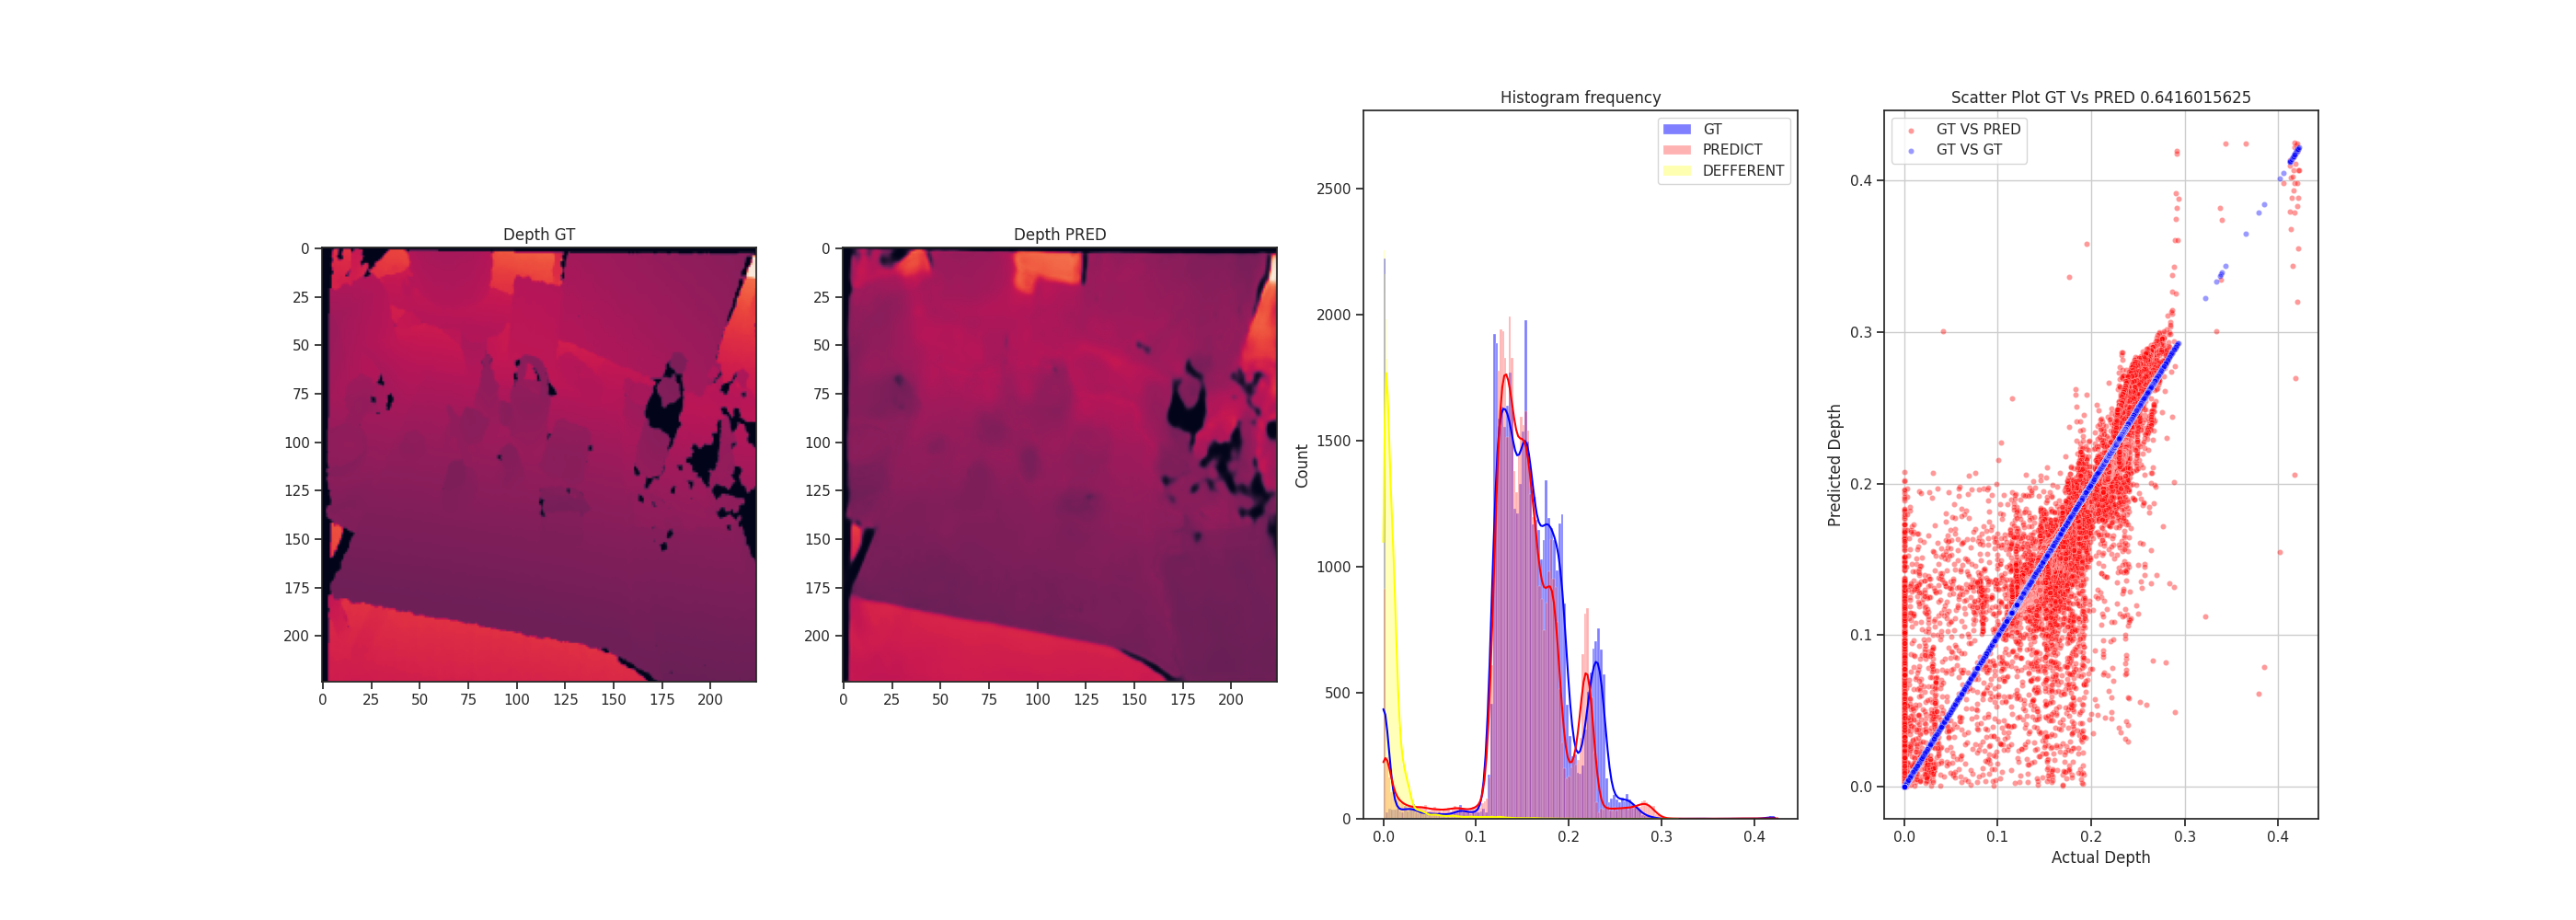 Depth GT
0
25
50
75
100
125
150
175
200
0 25 50 75 100 125 150 175 200
Depth PRED
0
25
50
75
100
125
150
175
200
0 25 50 75 100 125 150 175 200
Histogram frequency
GT
PREDICT
DEFFERENT
Count
2500
2000
1500
1000
500
0
0.0 0.1 0.2 0.3 0.4
Scatter Plot GT Vs PRED 0.6416015625
GT VS PRED
GT VS GT
Predicted Depth
0.4
0.3
0.2
0.1
0.0
0.0 0.1 0.2 0.3 0.4
Actual Depth